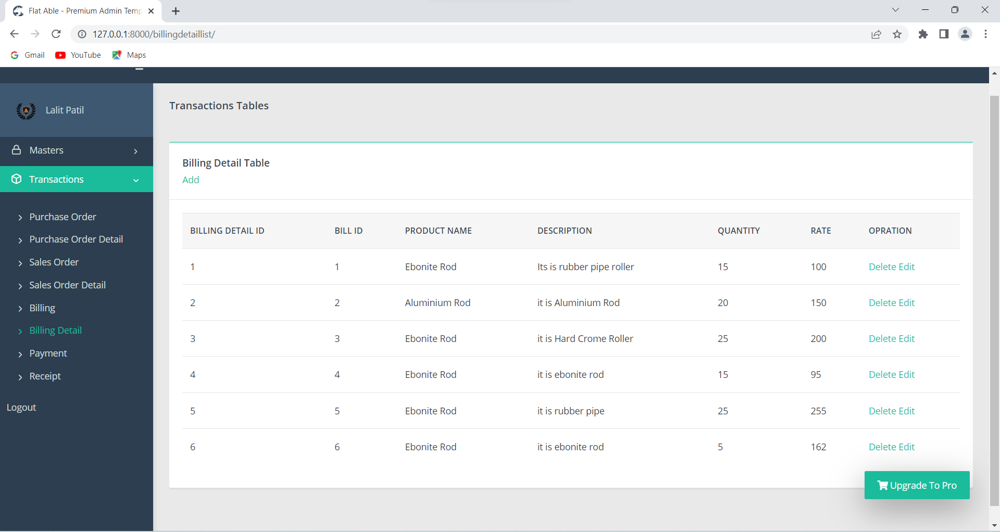 Flat Able - Premium Admin Temp
127.0.0.1:8000/billingdetaillist/
Gmail YouTube Maps
Lalit Patil
Masters
Transactions
Purchase Order
Purchase Order Detail
Sales Order
Sales Order Detail
Billing
Billing Detail
Payment
Receipt
Logout
Transactions Tables
Billing Detail Table
Add
BILLING DETAIL ID BILL ID PRODUCT NAME DESCRIPTION QUANTITY RATE OPRATION
1 1 Ebonite Rod Its is rubber pipe roller 15 100 Delete Edit
2 2 Aluminium Rod it is Aluminium Rod 20 150 Delete Edit
3 3 Ebonite Rod it is Hard Crome Roller 25 200 Delete Edit
4 4 Ebonite Rod it is ebonite rod 15 95 Delete Edit
5 5 Ebonite Rod it is rubber pipe 25 255 Delete Edit
6 6 Ebonite Rod it is ebonite rod 5 162 Delete Edit
Upgrade To Pro